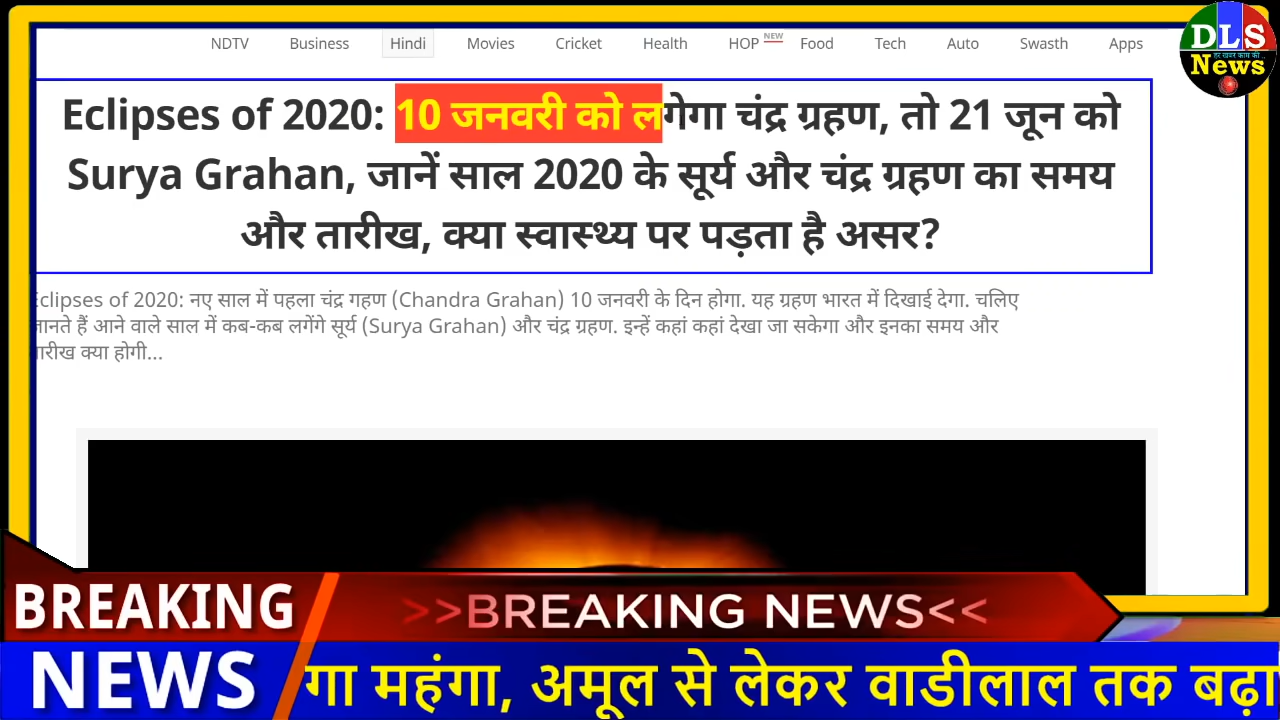 NDTV Business Hindi Movies Cricket Health HOP NEW Food Tech Auto Swasth Apps
DLS
हर खबर काम की..
News
Eclipses of 2020: 10 जनवरी को लगेगा चंद्र ग्रहण, तो 21 जून को
Surya Grahan, जानें साल 2020 के सूर्य और चंद्र ग्रहण का समय
और तारीख, क्या स्वास्थ्य पर पड़ता है असर?
Eclipses of 2020: नए साल में पहला चंद्र गहण (Chandra Grahan) 10 जनवरी के दिन होगा. यह ग्रहण भारत में दिखाई देगा. चलिए
जानते हैं आने वाले साल में कब-कब लगेंगे सूर्य (Surya Grahan) और चंद्र ग्रहण. इन्हें कहां कहां देखा जा सकेगा और इनका समय और
तारीख क्या होगी...
BREAKING
>>BREAKING NEWS<<
NEWS
गा महंगा, अमूल से लेकर वाडीलाल तक बढ़ा